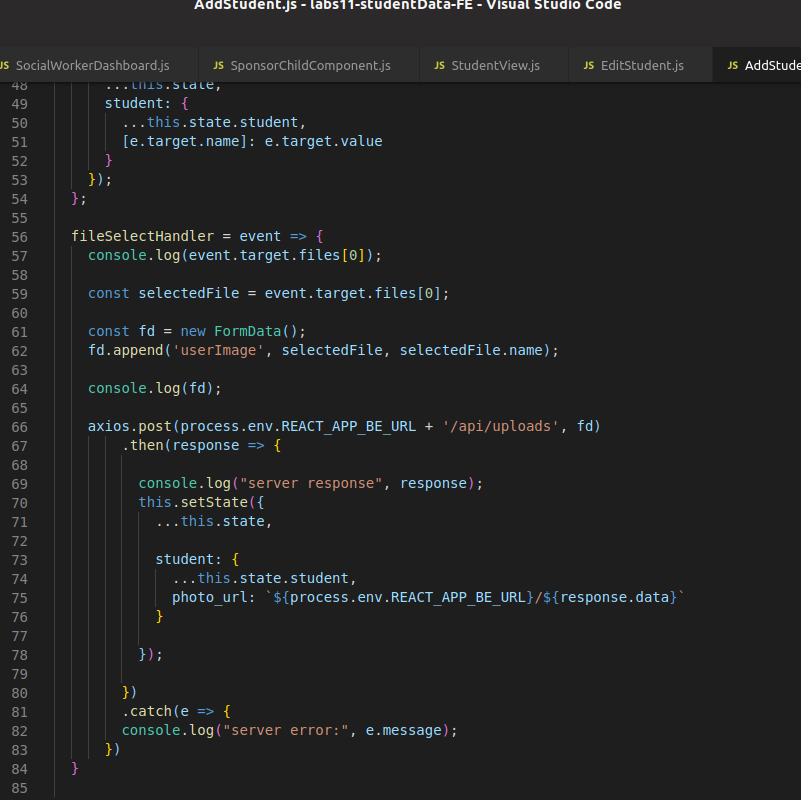 AddStudent.js - labs11-studentData-FE - Visual Studio Code
JS SocialWorkerDashboard.js JS SponsorChildComponent.js JS StudentView.js JS EditStudent.js JS AddStude
48 ...this.state,
49 student: {
50 ...this.state.student,
51 [e.target.name]: e.target.value
52 }
53 });
54 };
55
56 fileSelectHandler = event => {
57 console.log(event.target.files[0]);
58
59 const selectedFile = event.target.files[0];
60
61 const fd = new FormData();
62 fd.append('userImage', selectedFile, selectedFile.name);
63
64 console.log(fd);
65
66 axios.post(process.env.REACT_APP_BE_URL + '/api/uploads', fd)
67 .then(response => {
68
69 console.log("server response", response);
70 this.setState({
71 ...this.state,
72
73 student: {
74 ...this.state.student,
75 photo_url: `${process.env.REACT_APP_BE_URL}/${response.data}`
76 }
77
78 });
79
80 })
81 .catch(e => {
82 console.log("server error:", e.message);
83 })
84 }
85